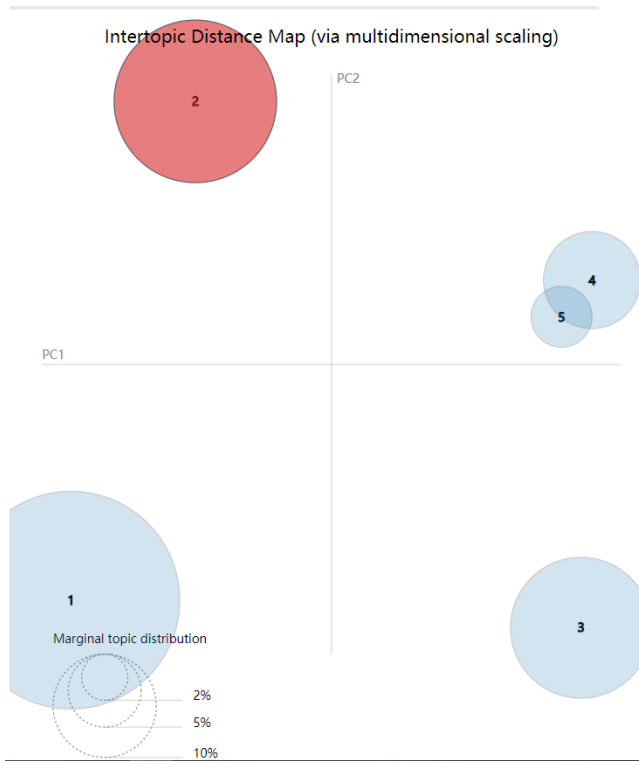 Intertopic Distance Map (via multidimensional scaling)
PC2
2
4
5
PC1
1
3
Marginal topic distribution
2%
5%
10%